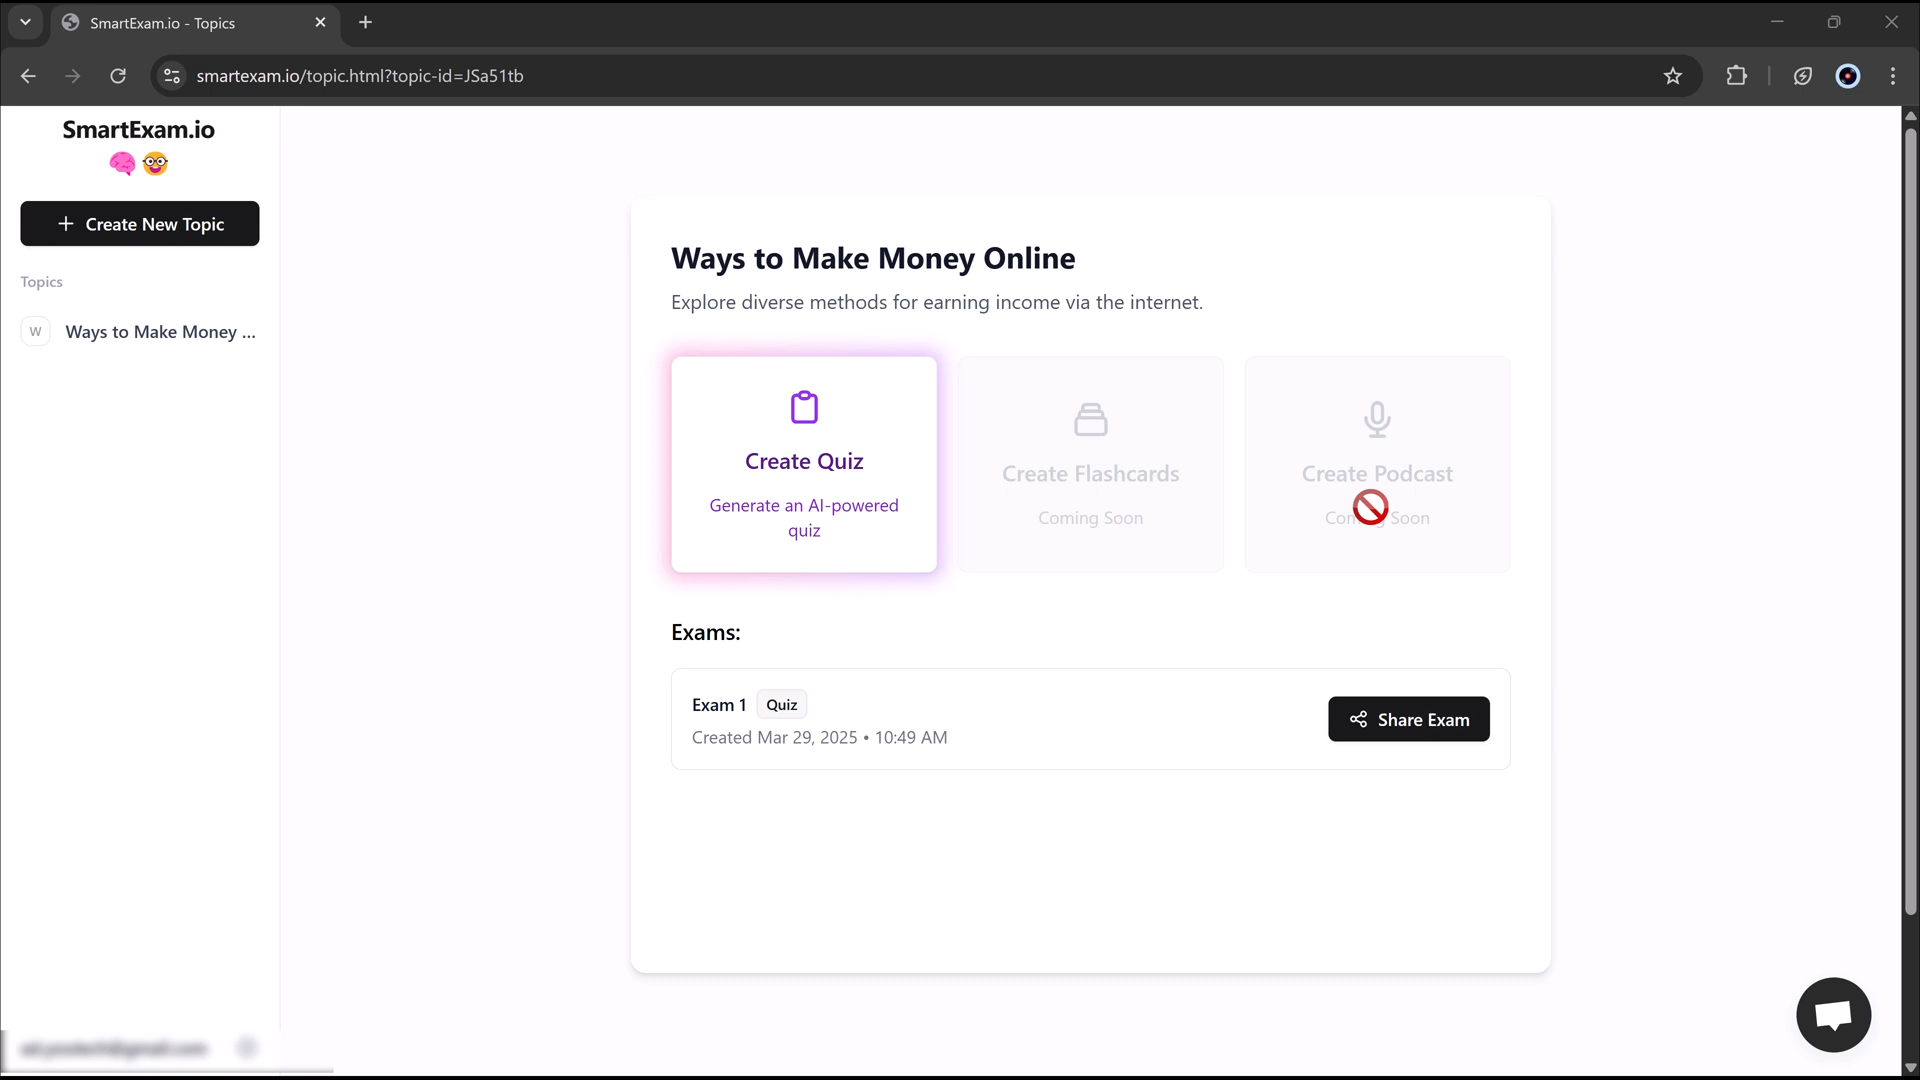 SmartExam.io - Topics
smartexam.io/topic.html?topic-id=JSa51tb
SmartExam.io
Create New Topic
Topics
W
Ways to Make Money ...
Ways to Make Money Online
Explore diverse methods for earning income via the internet.
Create Quiz
Generate an AI-powered
quiz
Create Flashcards
Coming Soon
Create Podcast
Coming Soon
Exams:
Exam 1 Quiz
Created Mar 29, 2025 • 10:49 AM
Share Exam